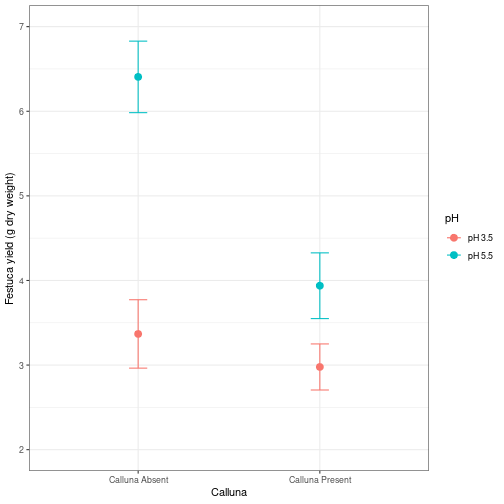 7
6
5
4
3
2
Festuca yield (g dry weight)
Calluna Absent
Calluna Present
Calluna
pH
pH 3.5
pH 5.5